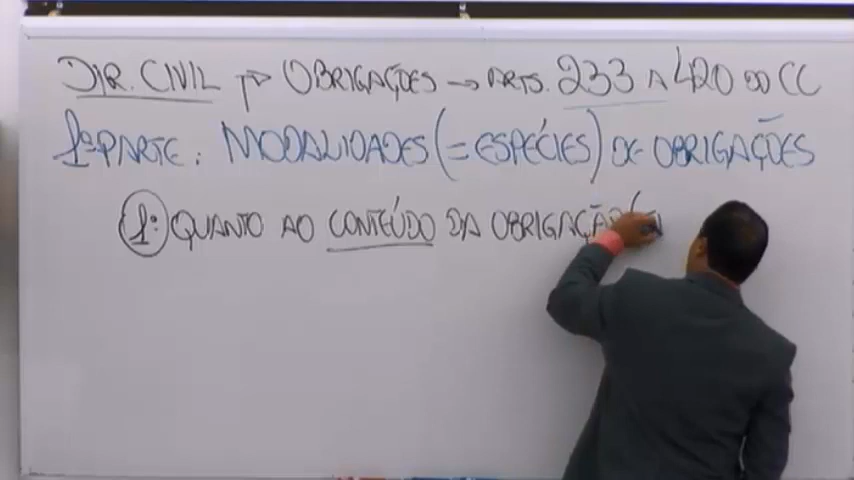 DIR. CIVIL → OBRIGAÇÕES → ARTS. 233 A 420 DO CC
1ª PARTE: MODALIDADES (= ESPÉCIES) DE OBRIGAÇÕES
1º QUANTO AO CONTEÚDO DA OBRIGAÇÃO (